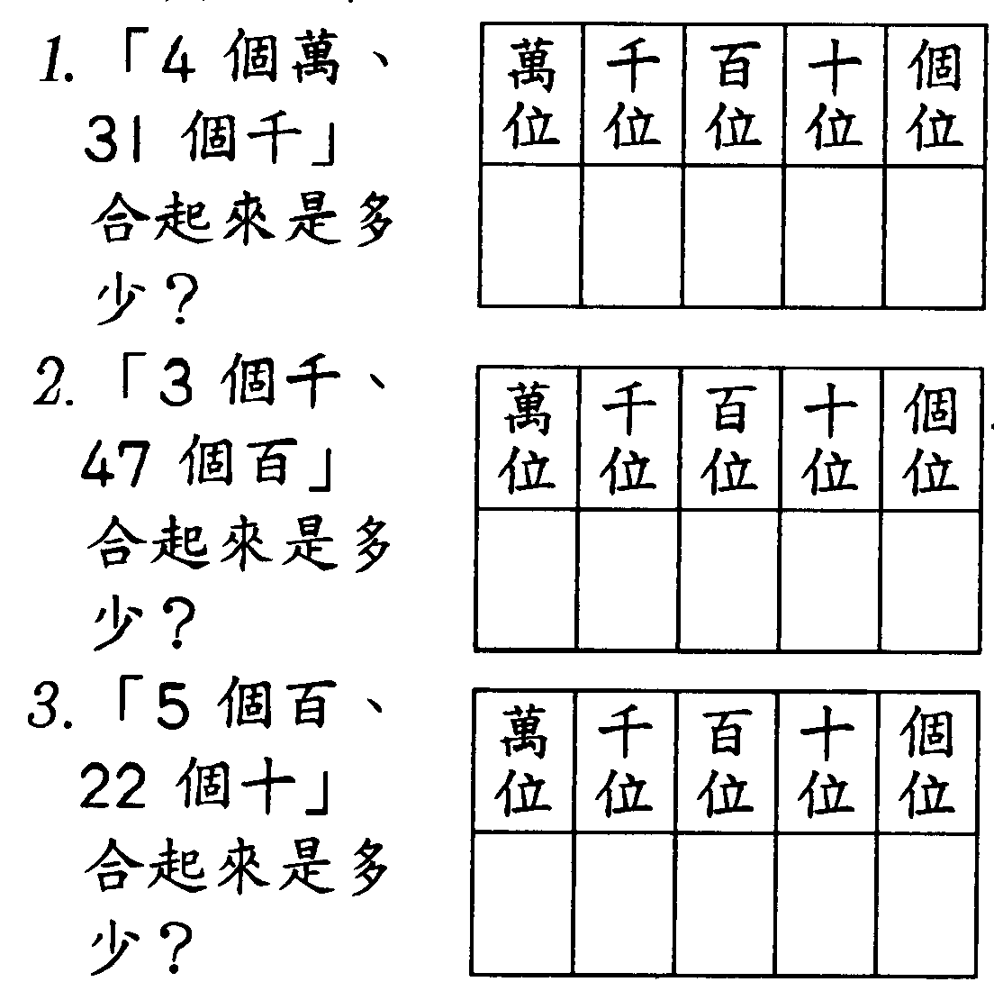 1.「4 個萬、
31 個千」
合起來是多
少？
萬位 千位 百位 十位 個位
2.「3 個千、
47 個百」
合起來是多
少？
萬位 千位 百位 十位 個位
3.「5 個百、
22 個十」
合起來是多
少？
萬位 千位 百位 十位 個位